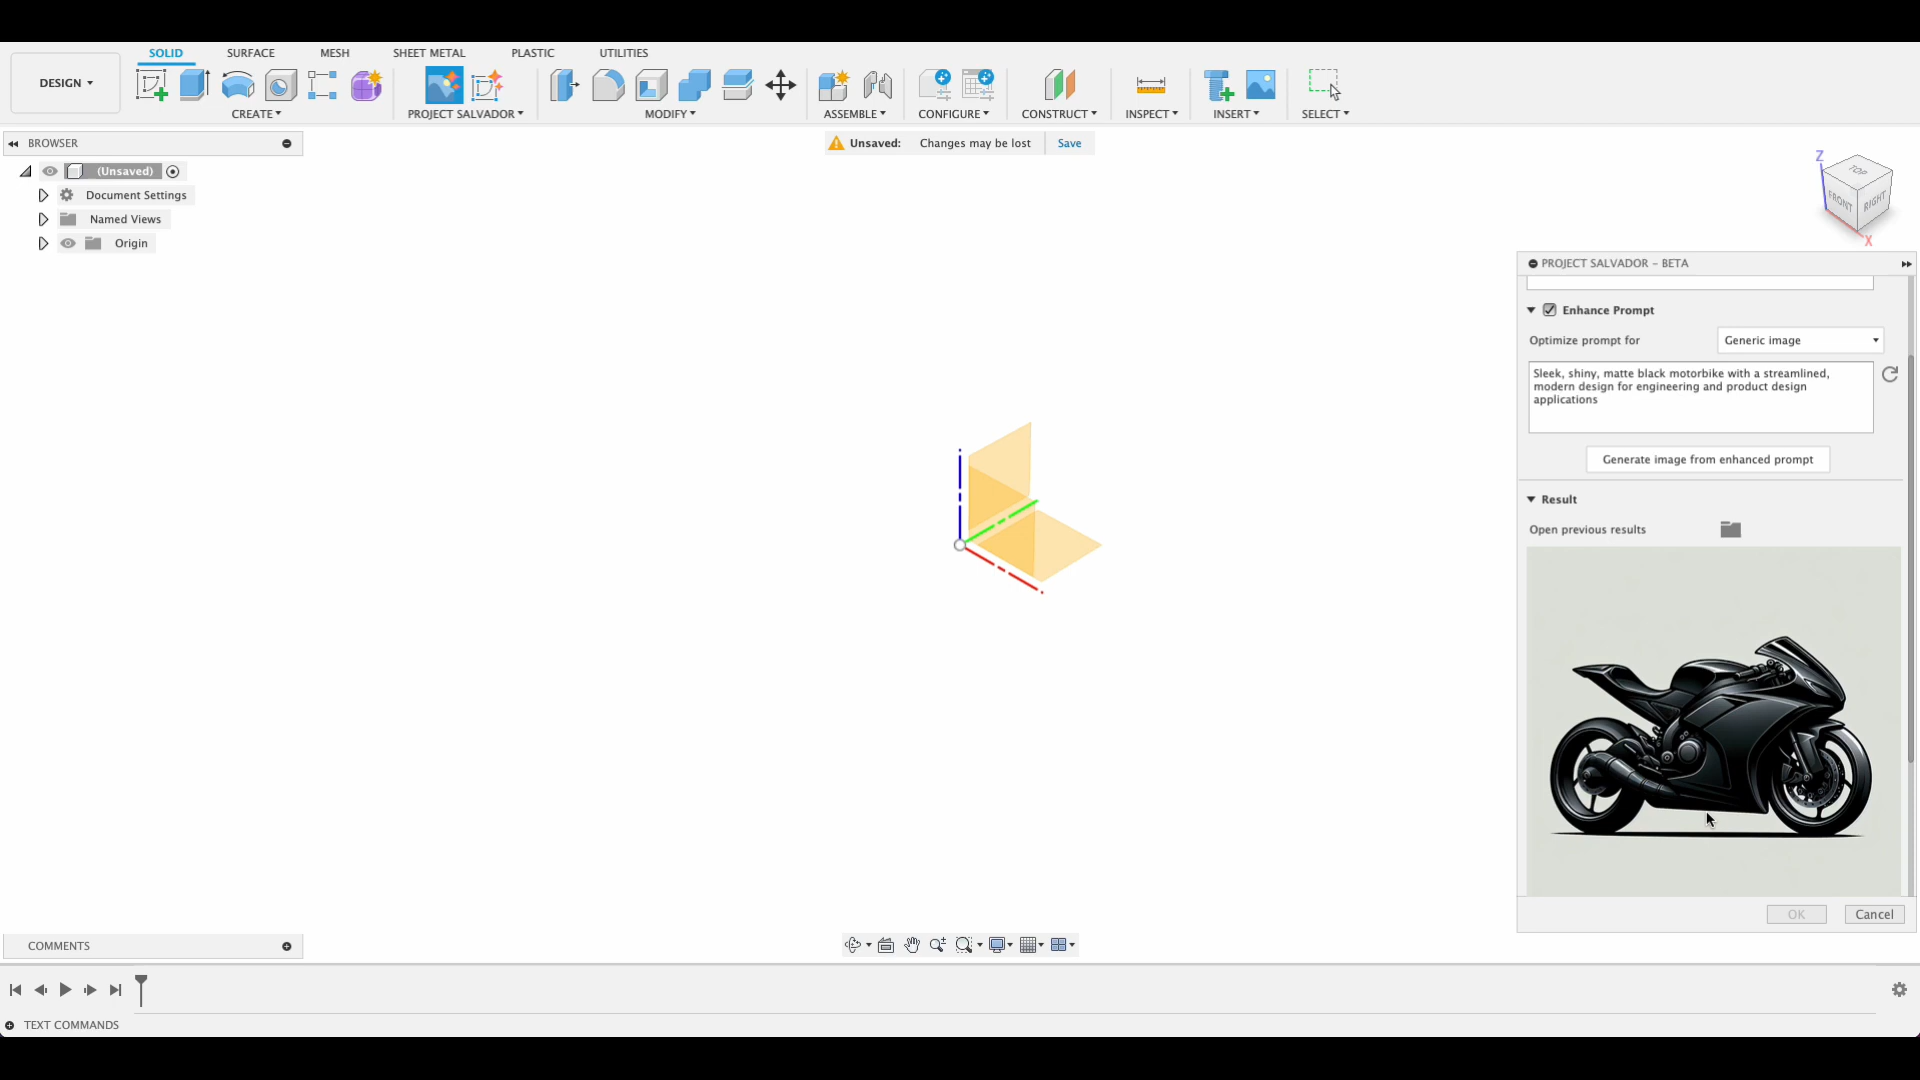 SOLID SURFACE MESH SHEET METAL PLASTIC UTILITIES
DESIGN
CREATE PROJECT SALVADOR MODIFY ASSEMBLE CONFIGURE CONSTRUCT INSPECT INSERT SELECT
BROWSER
Unsaved: Changes may be lost Save
(Unsaved)
Document Settings
Named Views
Origin
Z
TOP
FRONT RIGHT
X
PROJECT SALVADOR - BETA
Enhance Prompt
Optimize prompt for Generic image
Sleek, shiny, matte black motorbike with a streamlined,
modern design for engineering and product design
applications
Generate image from enhanced prompt
Result
Open previous results
OK Cancel
COMMENTS
TEXT COMMANDS